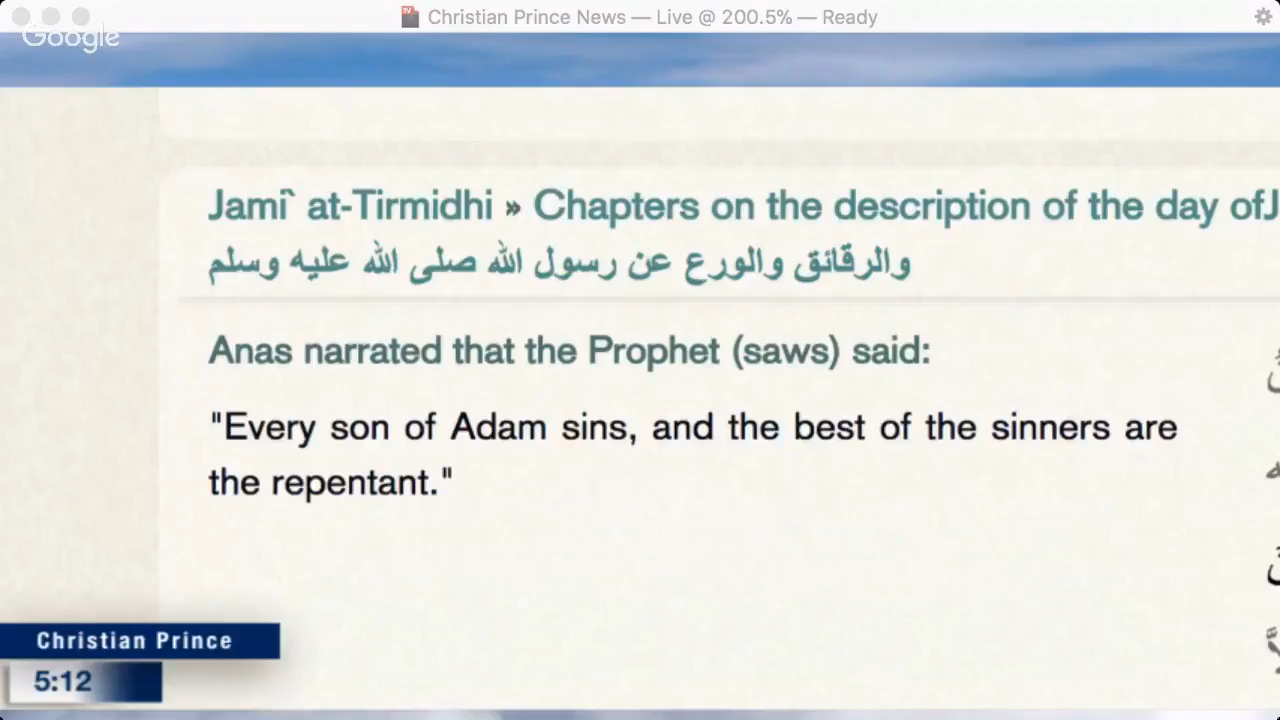 Christian Prince News — Live @ 200.5% — Ready
Google
Jami` at-Tirmidhi » Chapters on the description of the day of
والرقائق والورع عن رسول الله صلى الله عليه وسلم
Anas narrated that the Prophet (saws) said:
"Every son of Adam sins, and the best of the sinners are
the repentant."
Christian Prince
5:12